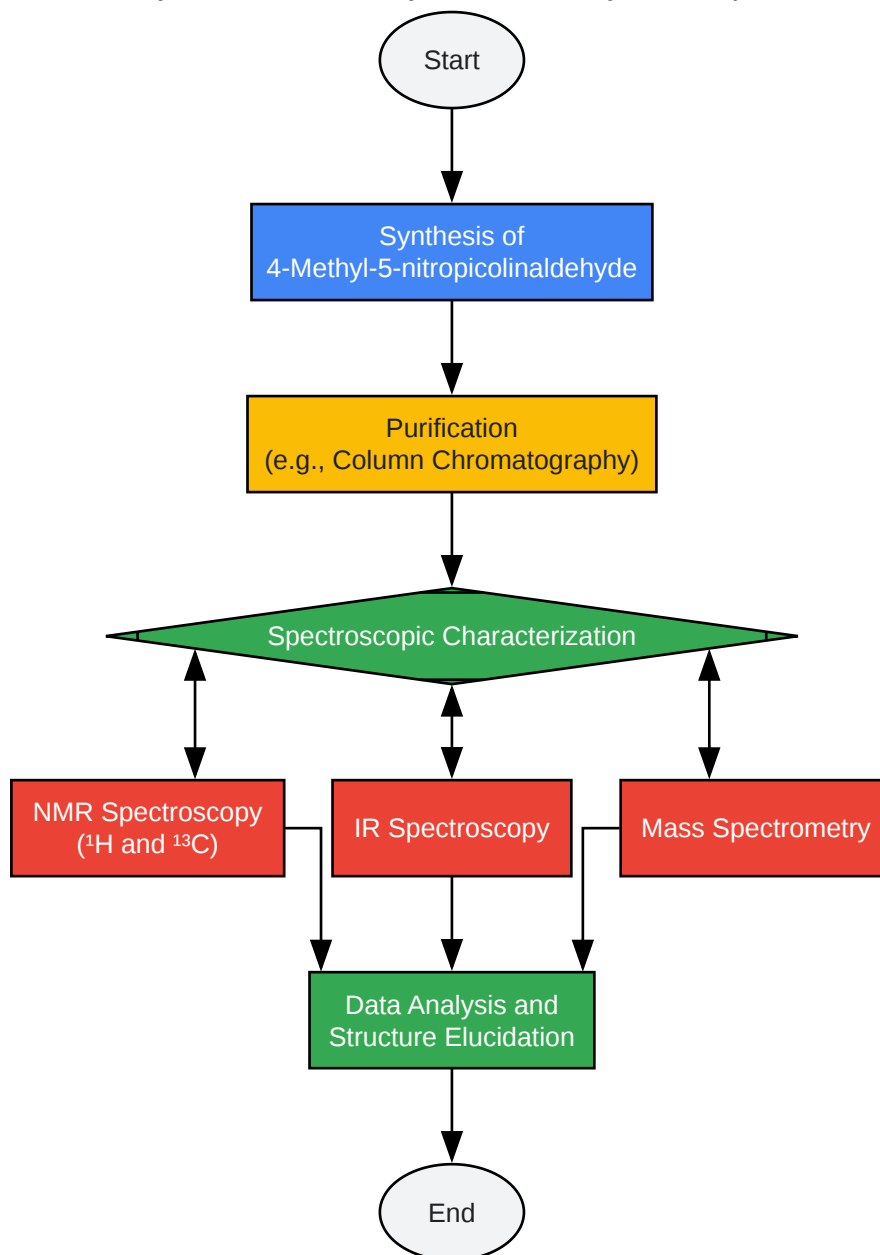 Start
Synthesis of
4-Methyl-5-nitropicolinaldehyde
Purification
(e.g., Column Chromatography)
Spectroscopic Characterization
NMR Spectroscopy
(¹H and ¹³C)
IR Spectroscopy
Mass Spectrometry
Data Analysis and
Structure Elucidation
End